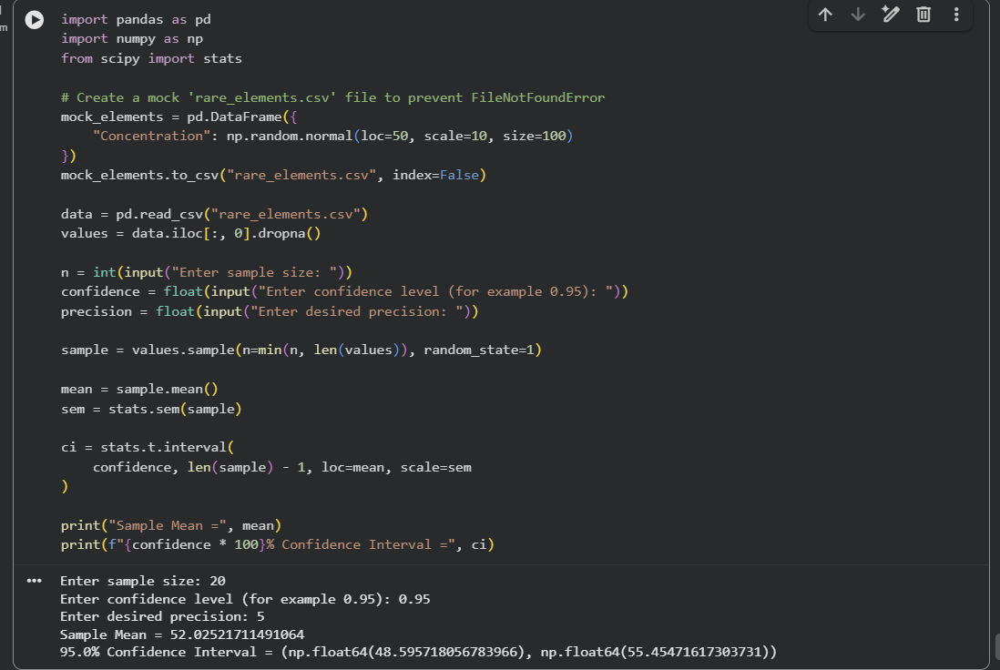 m
import pandas as pd
import numpy as np
from scipy import stats
# Create a mock 'rare_elements.csv' file to prevent FileNotFoundError
mock_elements = pd.DataFrame({
    "Concentration": np.random.normal(loc=50, scale=10, size=100)
})
mock_elements.to_csv("rare_elements.csv", index=False)
data = pd.read_csv("rare_elements.csv")
values = data.iloc[:, 0].dropna()
n = int(input("Enter sample size: "))
confidence = float(input("Enter confidence level (for example 0.95): "))
precision = float(input("Enter desired precision: "))
sample = values.sample(n=min(n, len(values)), random_state=1)
mean = sample.mean()
sem = stats.sem(sample)
ci = stats.t.interval(
    confidence, len(sample) - 1, loc=mean, scale=sem
)
print("Sample Mean =", mean)
print(f"{confidence * 100}% Confidence Interval =", ci)
Enter sample size: 20
Enter confidence level (for example 0.95): 0.95
Enter desired precision: 5
Sample Mean = 52.02521711491064
95.0% Confidence Interval = (np.float64(48.595718056783966), np.float64(55.45471617303731))